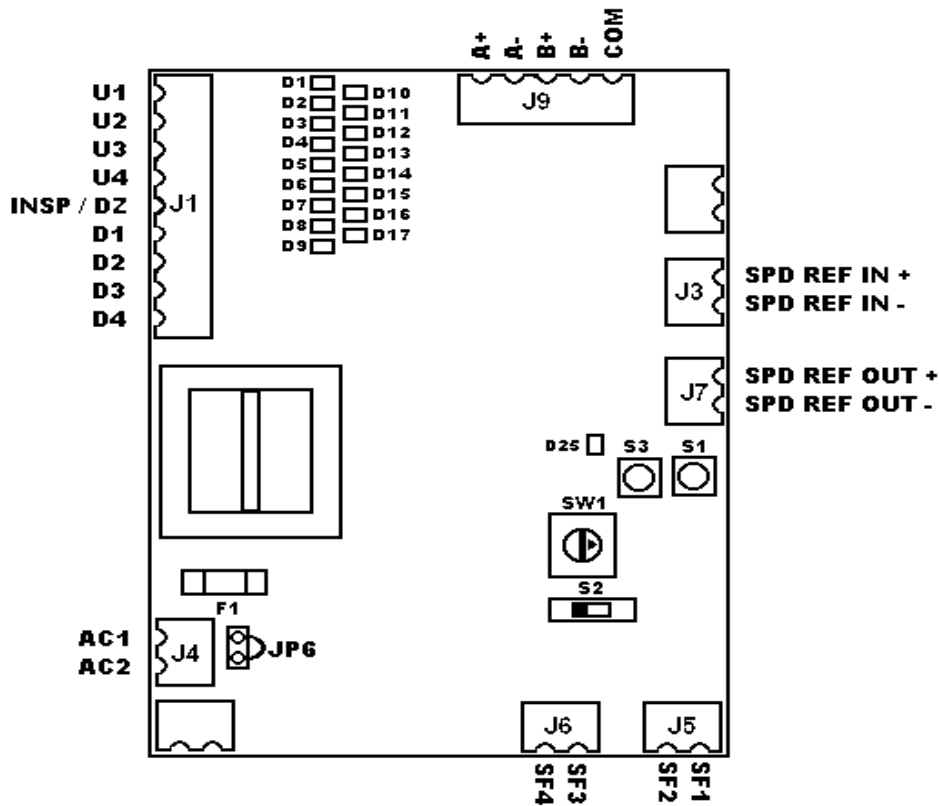 A+ A- B+ B- COM
J9
U1
U2
U3
U4
INSP / DZ
D1
D2
D3
D4
J1
D1
D2
D3
D4
D5
D6
D7
D8
D9
D10
D11
D12
D13
D14
D15
D16
D17
J3
SPD REF IN +
SPD REF IN -
J7
SPD REF OUT +
SPD REF OUT -
D25
S3
S1
SW1
S2
F1
AC1
AC2
J4
JP6
J6
J5
SF4 SF3 SF2 SF1